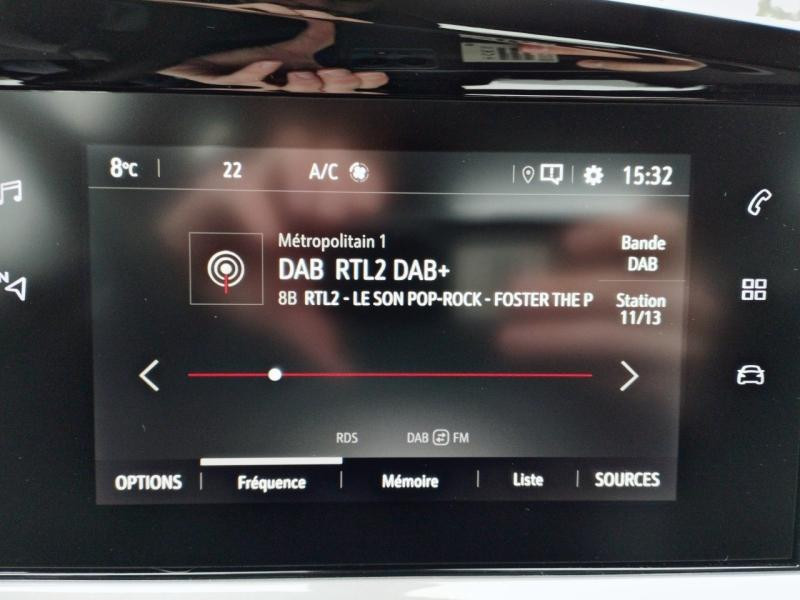 8°C 22 A/C 15:32
Métropolitain 1
DAB RTL2 DAB+
8B RTL2 - LE SON POP-ROCK - FOSTER THE P
Bande
DAB
Station
11/13
N
RDS DAB FM
OPTIONS Fréquence Mémoire Liste SOURCES